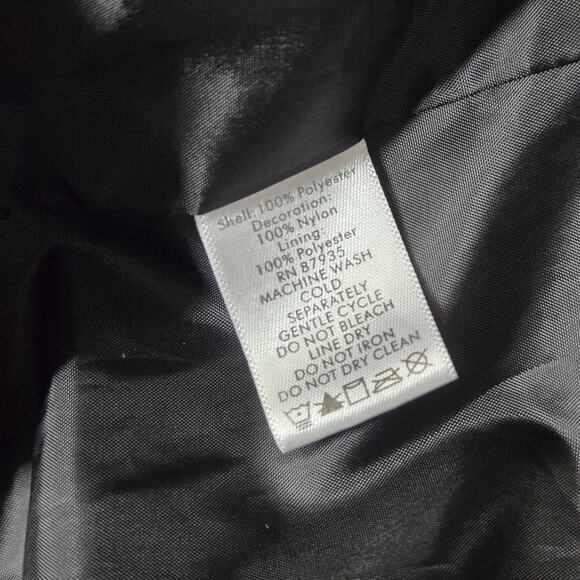 Shell: 100% Polyester
Decoration:
100% Nylon
Lining:
100% Polyester
RN 87935
MACHINE WASH
COLD
SEPARATELY
GENTLE CYCLE
DO NOT BLEACH
LINE DRY
DO NOT IRON
DO NOT DRY CLEAN